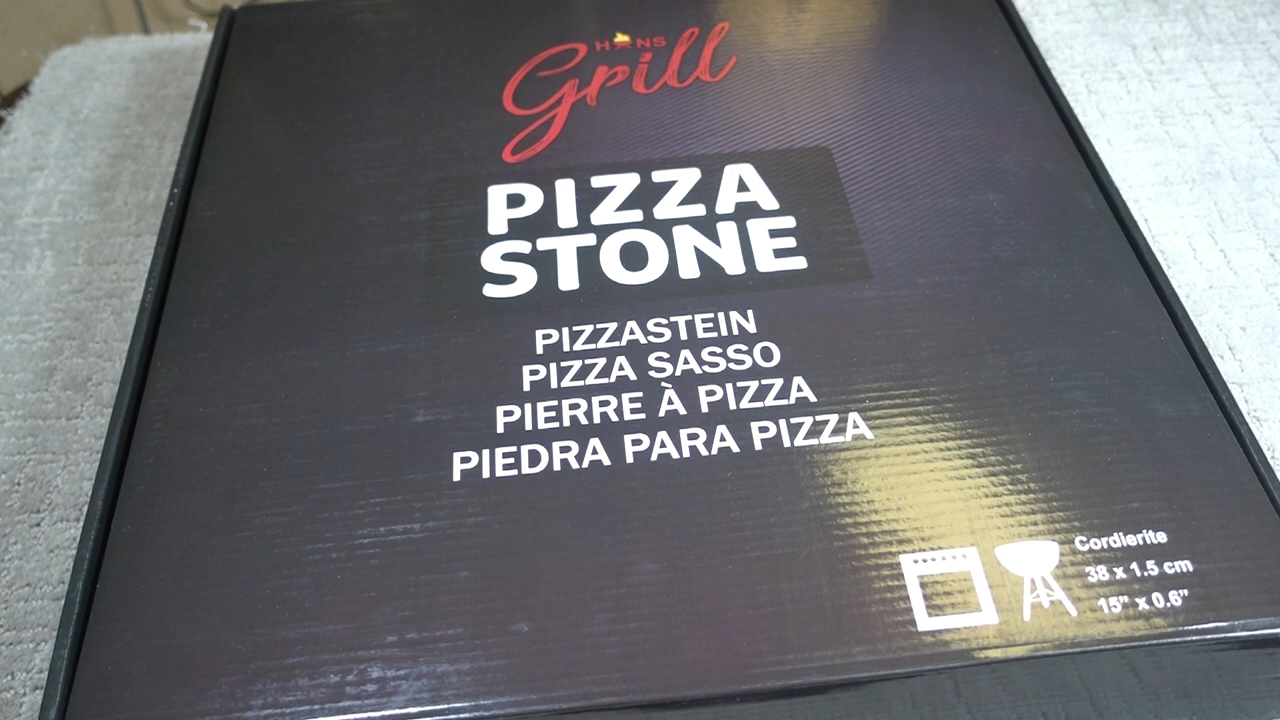 HANS
Grill
PIZZA
STONE
PIZZASTEIN
PIZZA SASSO
PIERRE À PIZZA
PIEDRA PARA PIZZA
Cordierite
38 x 1.5 cm
15" x 0.6"